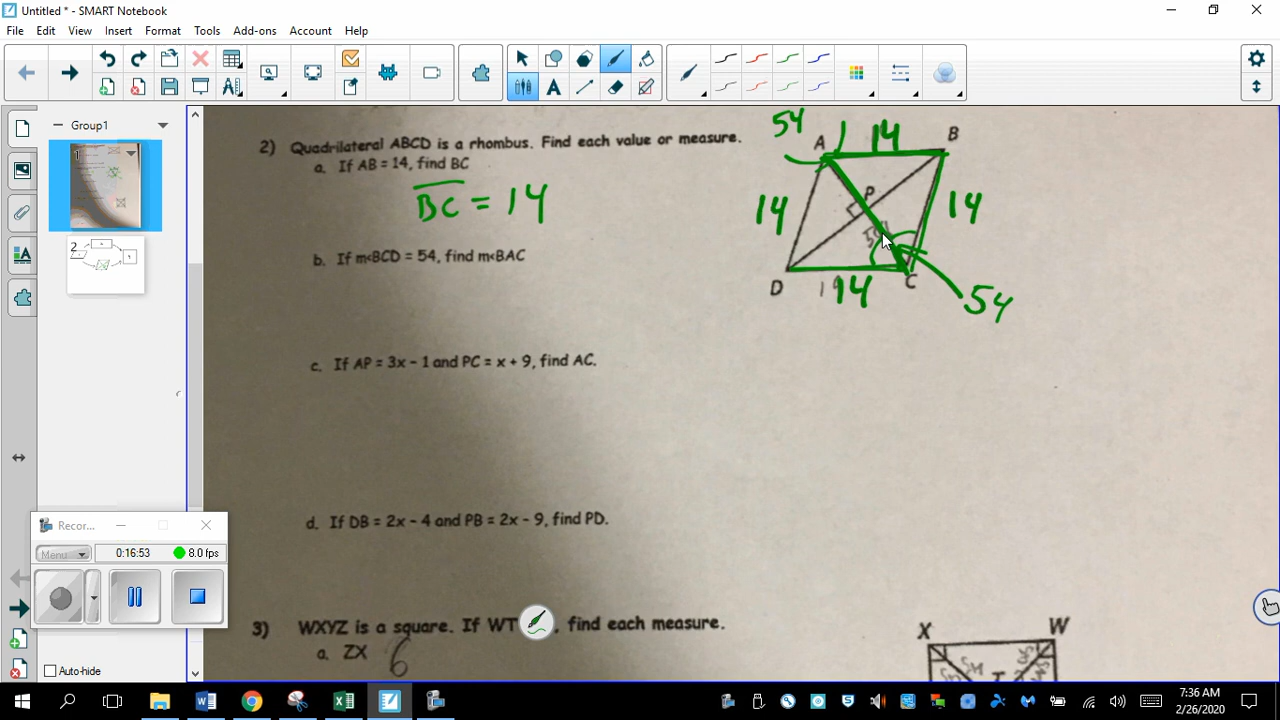 Untitled * - SMART Notebook
File Edit View Insert Format Tools Add-ons Account Help
Group1
1
2
2) Quadrilateral ABCD is a rhombus. Find each value or measure.
a. If AB = 14, find BC
BC = 14
b. If m<BCD = 54, find m<BAC
c. If AP = 3x - 1 and PC = x + 9, find AC.
d. If DB = 2x - 4 and PB = 2x - 9, find PD.
54
A
14
B
P
14
14
D
14
C
54
3) WXYZ is a square. If WT , find each measure.
a. ZX 6
X
W
T
Recor...
Menu
0:16:53
8.0 fps
Auto-hide
7:36 AM
2/26/2020